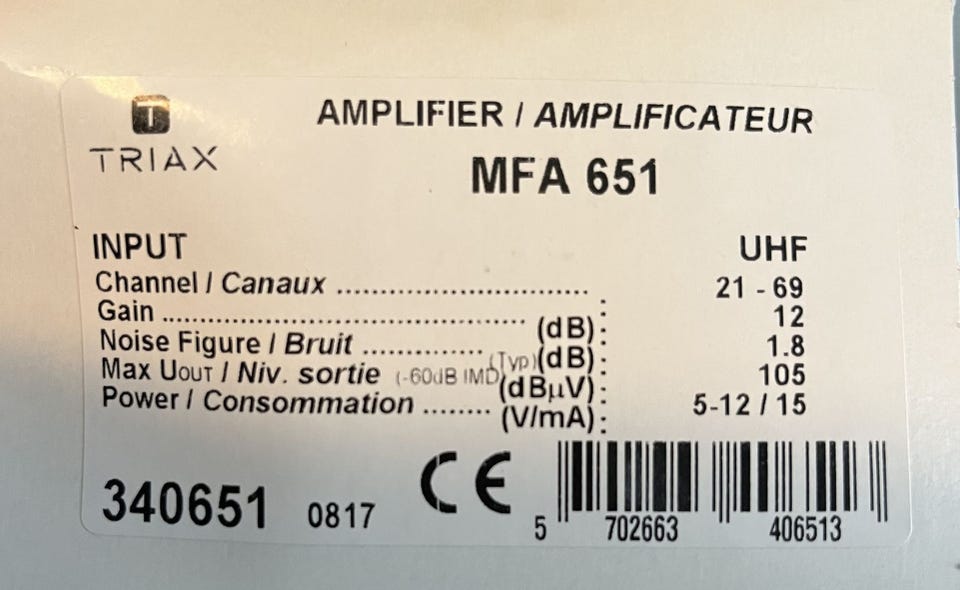 T
TRIAX
AMPLIFIER / AMPLIFICATEUR
MFA 651
INPUT UHF
Channel / Canaux ............................ : 21 - 69
Gain .................................................. (dB) : 12
Noise Figure / Bruit ............... (Typ) (dB) : 1.8
Max UOUT / Niv. sortie (-60dB IMD) (dBµV) : 105
Power / Consommation ........ (V/mA) : 5-12 / 15
340651 0817 CE 5 702663 406513